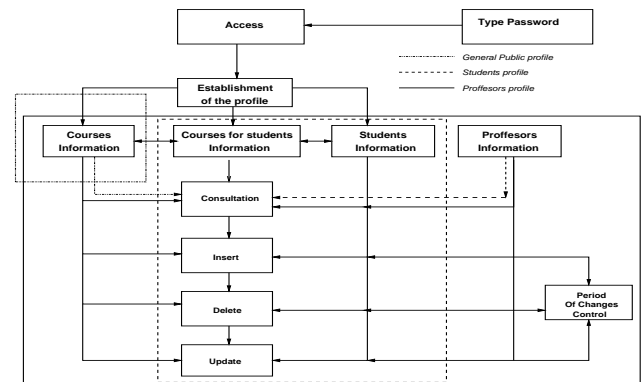 Access
Type Password
General Public profile
Students profile
Proffesors profile
Establishment
of the profile
Courses
Information
Courses for students
Information
Students
Information
Proffesors
Information
Consultation
Insert
Delete
Update
Period
Of Changes
Control